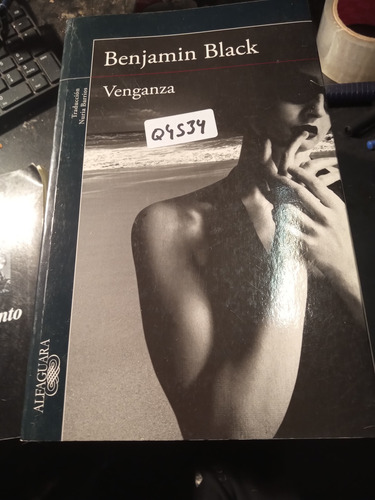 Benjamin Black
Venganza
Traducción
Nuria Barrios
Q4534
ALFAGUARA
nto